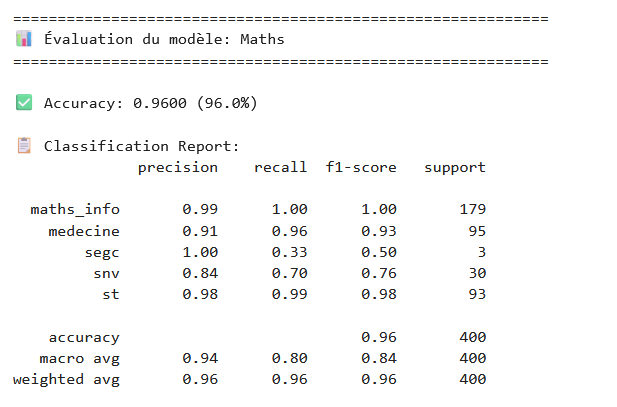 ============================================================
📊 Évaluation du modèle: Maths
============================================================
✅ Accuracy: 0.9600 (96.0%)
📋 Classification Report:
precision recall f1-score support
maths_info 0.99 1.00 1.00 179
medecine 0.91 0.96 0.93 95
segc 1.00 0.33 0.50 3
snv 0.84 0.70 0.76 30
st 0.98 0.99 0.98 93
accuracy 0.96 400
macro avg 0.94 0.80 0.84 400
weighted avg 0.96 0.96 0.96 400